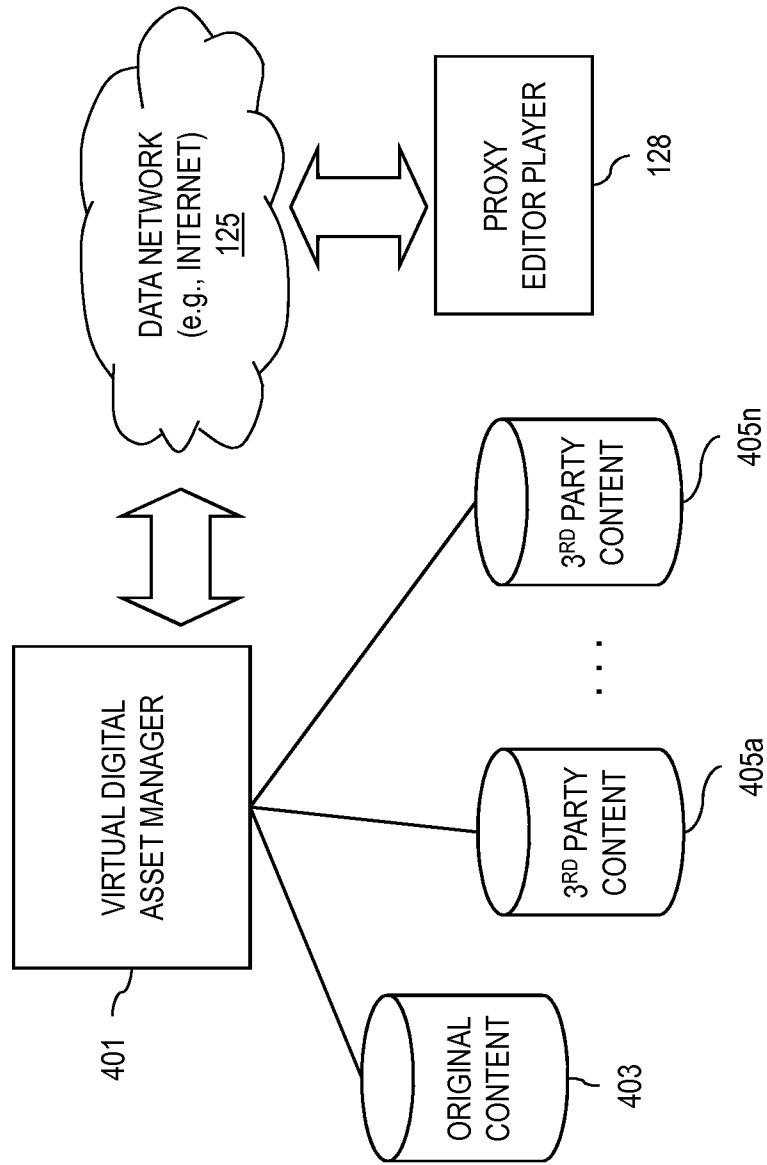 401
VIRTUAL DIGITAL
ASSET MANAGER
DATA NETWORK
(e.g., INTERNET)
125
PROXY
EDITOR PLAYER
128
ORIGINAL
CONTENT
403
3RD PARTY
CONTENT
405a
. . .
3RD PARTY
CONTENT
405n